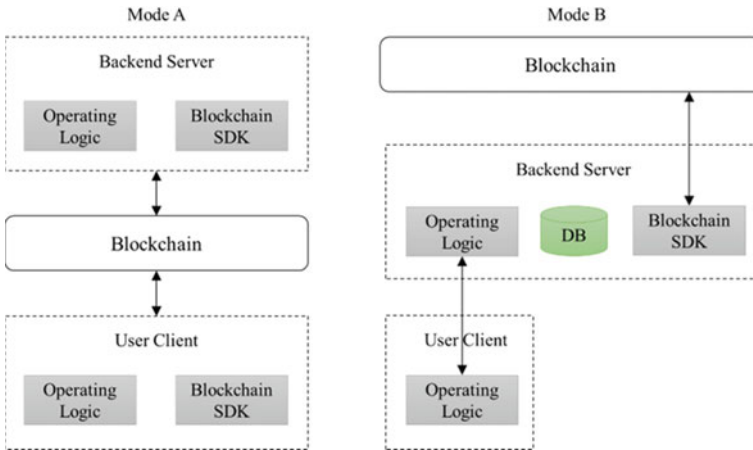 Mode A
Backend Server
Operating
Logic
Blockchain
SDK
Blockchain
User Client
Operating
Logic
Blockchain
SDK
Mode B
Blockchain
Backend Server
Operating
Logic
DB
Blockchain
SDK
User Client
Operating
Logic